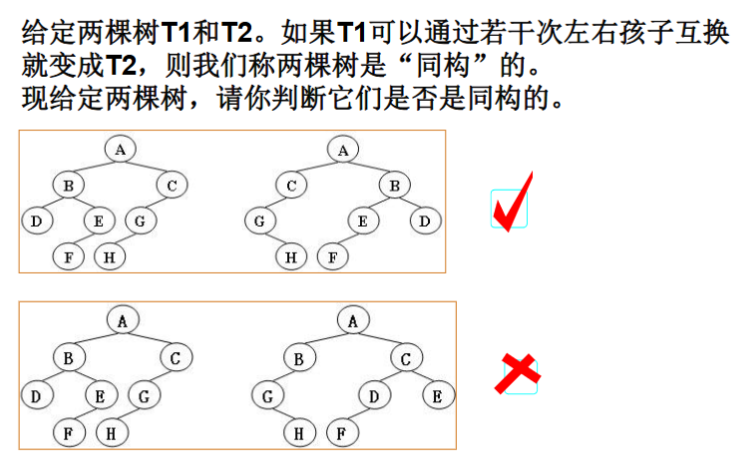 给定两棵树T1和T2。如果T1可以通过若干次左右孩子互换
就变成T2，则我们称两棵树是“同构”的。
现给定两棵树，请你判断它们是否是同构的。
A A
B C C B
D E G G E D
F H H F
A A
B C B C
D E G G D E
F H H F